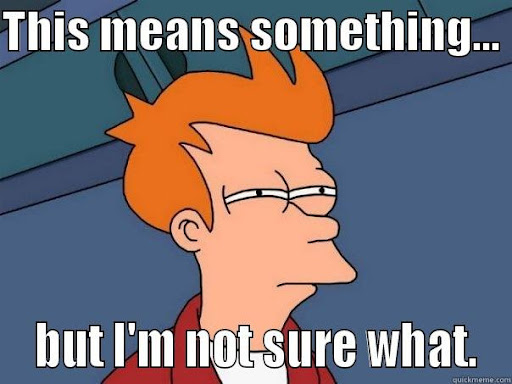 This means something...
but I'm not sure what.
quickmeme.com